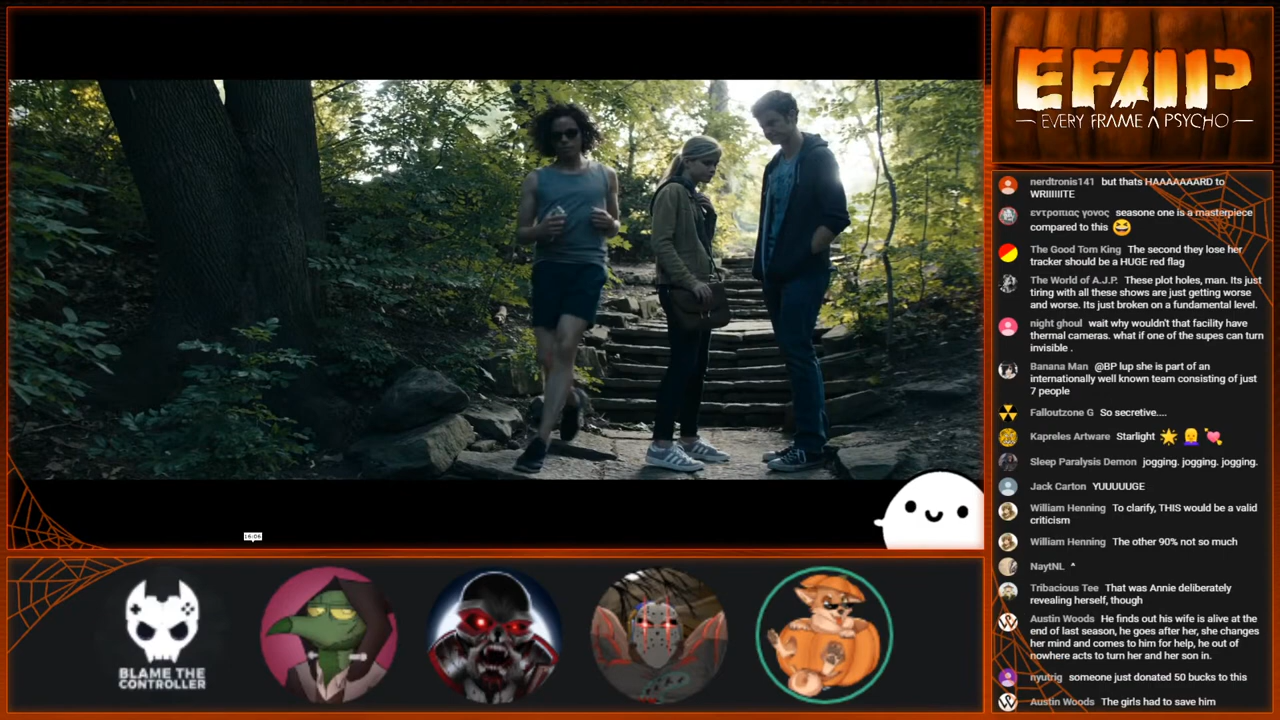 EFAIP
EVERY FRAME A PSYCHO
nerdtronis141 but thats HAAAAAAARD to
WRIIIIIITE
εντροπιας γονος seasone one is a masterpiece
compared to this
The Good Tom King The second they lose her
tracker should be a HUGE red flag
The World of A.J.P. These plot holes, man. Its just
tiring with all these shows are just getting worse
and worse. Its just broken on a fundamental level.
night ghoul wait why wouldn't that facility have
thermal cameras. what if one of the supes can turn
invisible .
Banana Man @BP lup she is part of an
internationally well known team consisting of just
7 people
Falloutzone G So secretive....
Kapreles Artware Starlight
Sleep Paralysis Demon jogging. jogging. jogging.
Jack Carton YUUUUUGE
William Henning To clarify, THIS would be a valid
criticism
William Henning The other 90% not so much
NaytNL ^
Tribacious Tee That was Annie deliberately
revealing herself, though
Austin Woods He finds out his wife is alive at the
end of last season, he goes after her, she changes
her mind and comes to him for help, he out of
nowhere acts to turn her and her son in.
nyutrig someone just donated 50 bucks to this
Austin Woods The girls had to save him
16:06
BLAME THE
CONTROLLER